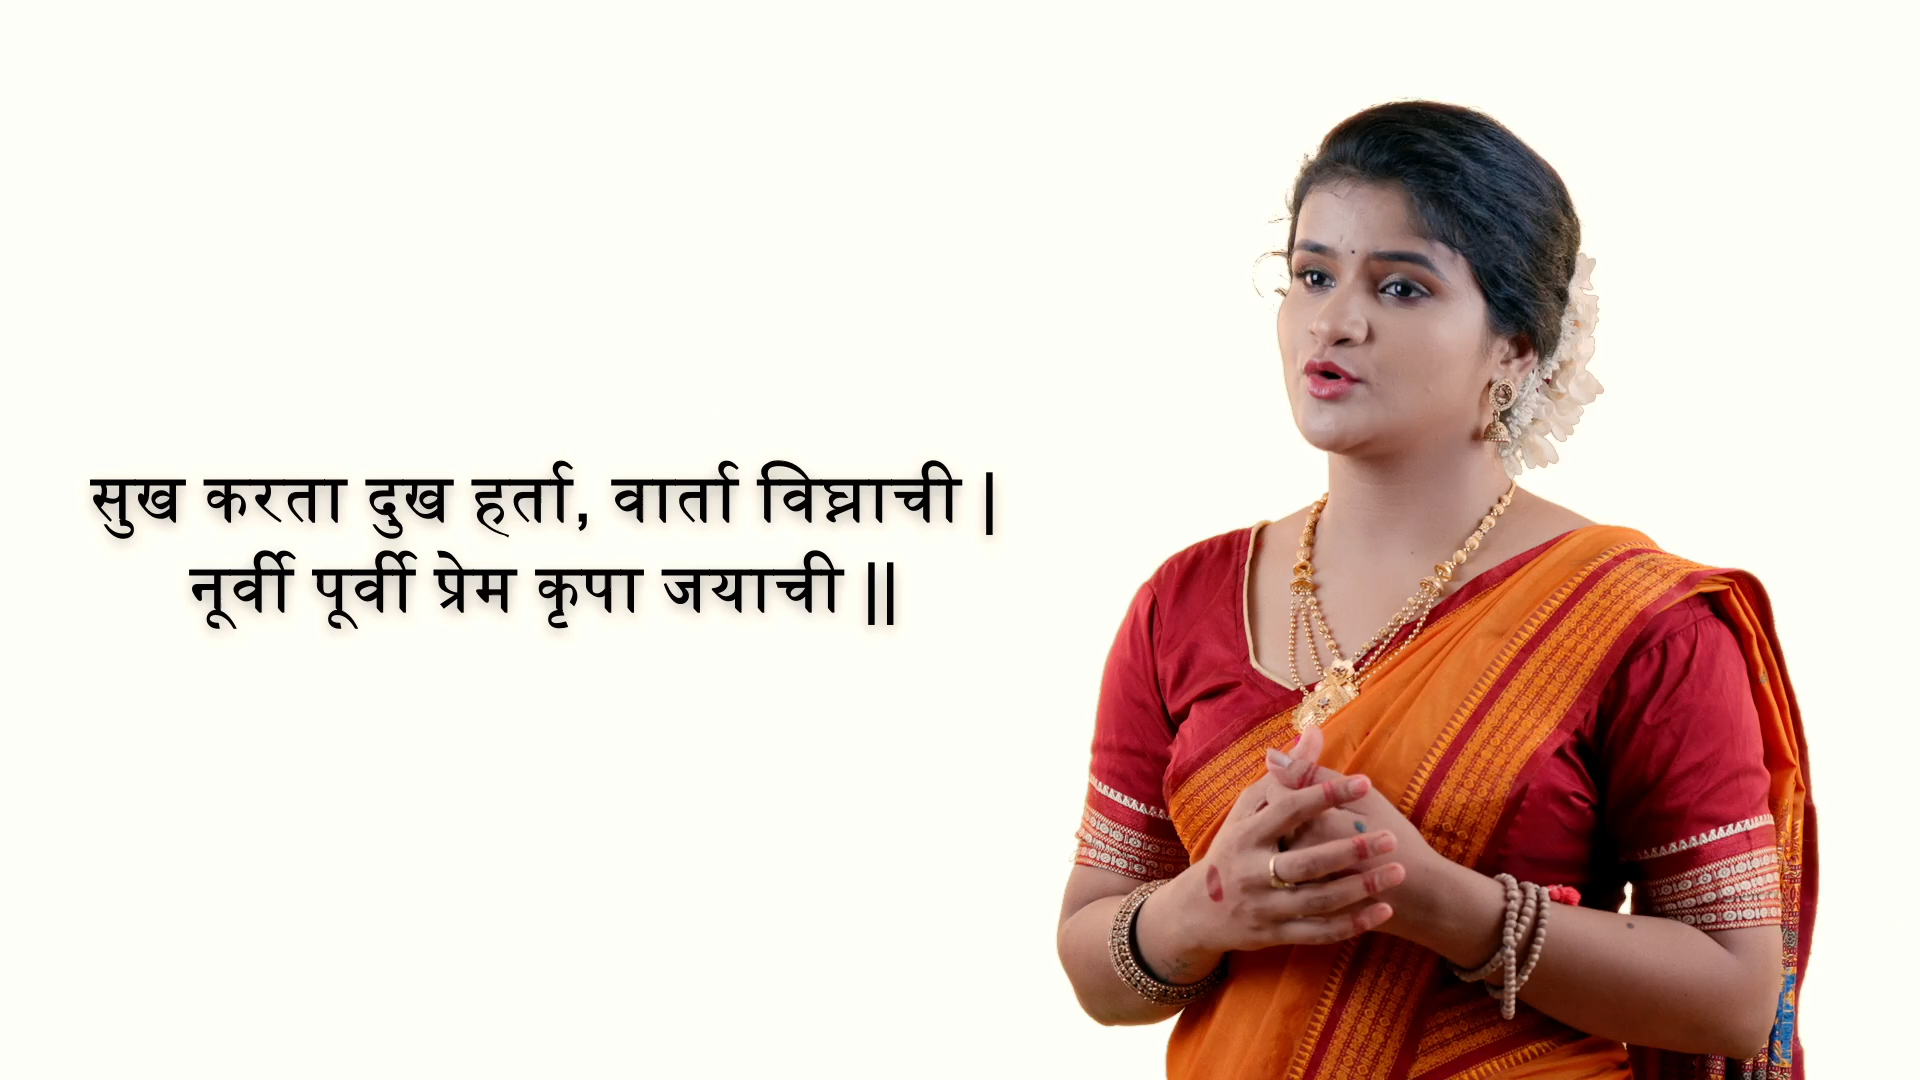 सुख करता दुख हर्ता, वार्ता विघ्नाची |
नूर्वी पूर्वी प्रेम कृपा जयाची ||